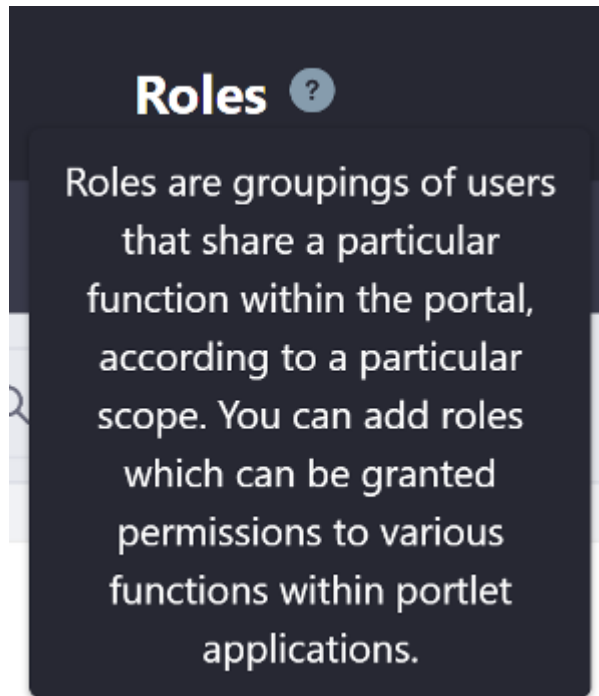 Roles ?
Roles are groupings of users
that share a particular
function within the portal,
according to a particular
scope. You can add roles
which can be granted
permissions to various
functions within portlet
applications.